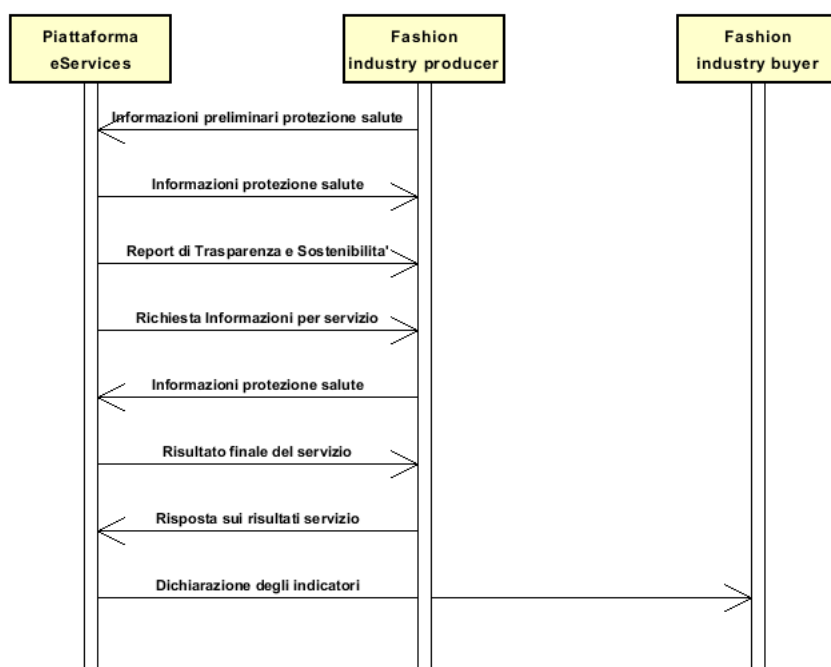 Piattaforma
eServices
Fashion
industry producer
Fashion
industry buyer
Informazioni preliminari protezione salute
Informazioni protezione salute
Report di Trasparenza e Sostenibilita'
Richiesta Informazioni per servizio
Informazioni protezione salute
Risultato finale del servizio
Risposta sui risultati servizio
Dichiarazione degli indicatori